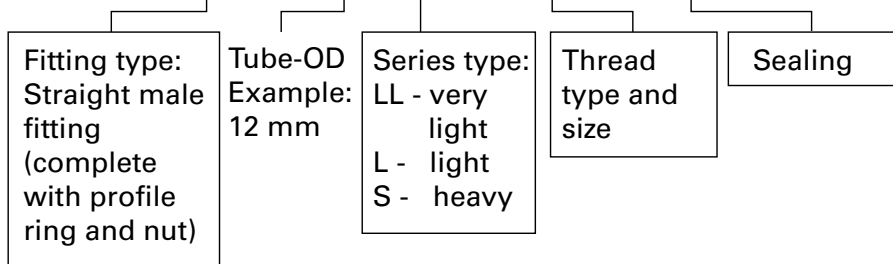 Fitting type:
Straight male
fitting
(complete
with profile
ring and nut)
Tube-OD
Example:
12 mm
Series type:
LL - very
light
L - light
S - heavy
Thread
type and
size
Sealing